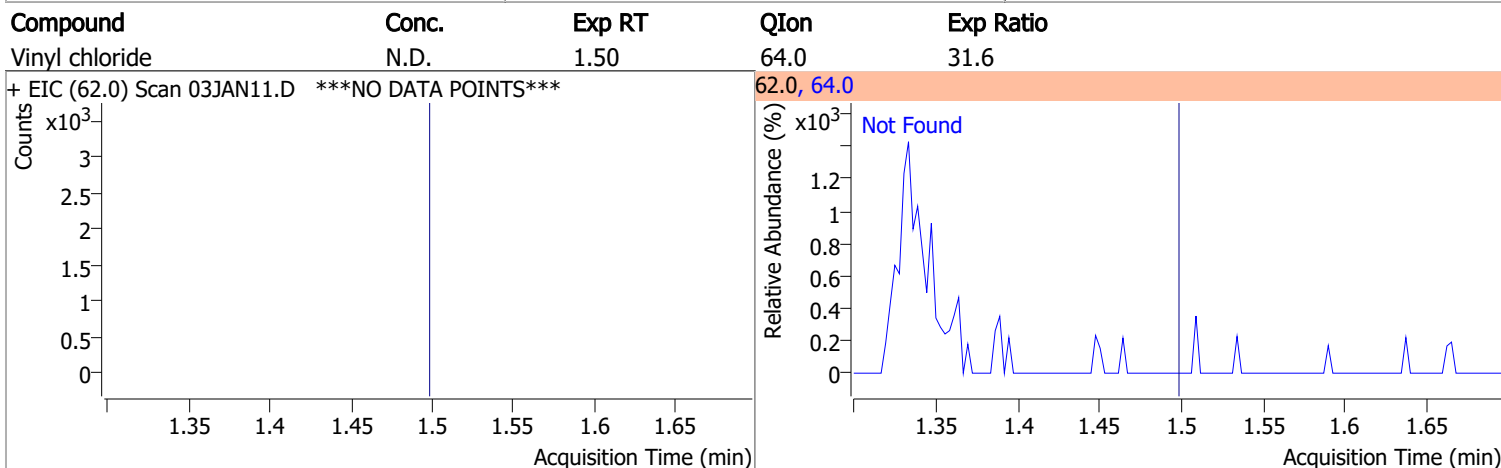 Compound Conc. Exp RT QIon Exp Ratio
Vinyl chloride N.D. 1.50 64.0 31.6
+ EIC (62.0) Scan 03JAN11.D ***NO DATA POINTS***
Counts
x10³
3
2.5
2
1.5
1
0.5
0
1.35 1.4 1.45 1.5 1.55 1.6 1.65
Acquisition Time (min)
62.0, 64.0
Relative Abundance (%)
x10³
Not Found
1.2
1
0.8
0.6
0.4
0.2
0
1.35 1.4 1.45 1.5 1.55 1.6 1.65
Acquisition Time (min)